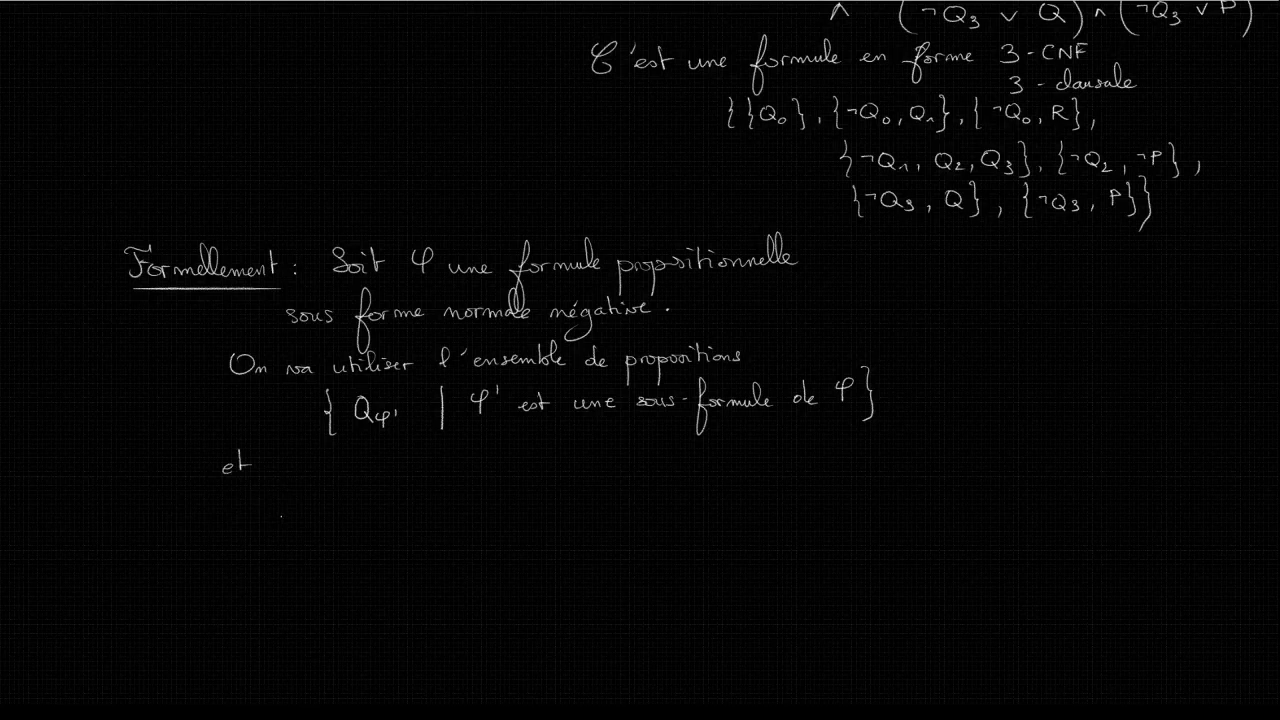 ∧ (¬Q₃ ∨ Q) ∧ (¬Q₃ ∨ P)
C'est une formule en forme 3-CNF
3-clausale
{{Q₀}, {¬Q₀, Q₁}, {¬Q₀, R},
{¬Q₁, Q₂, Q₃}, {¬Q₂, ¬P},
{¬Q₃, Q}, {¬Q₃, P}}
Formellement : Soit φ une formule propositionnelle
sous forme normale négative.
On va utiliser l'ensemble de propositions
{ Q_φ' | φ' est une sous-formule de φ }
et